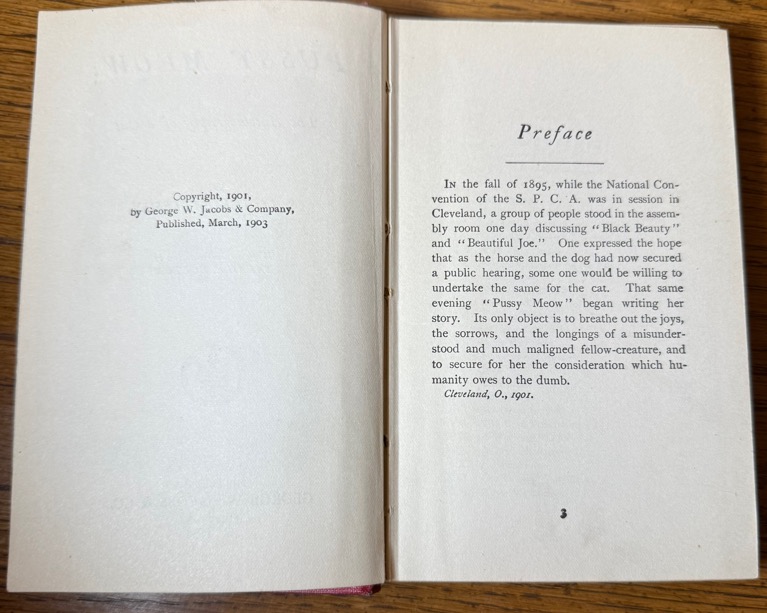 Copyright, 1901,
by George W. Jacobs & Company,
Published, March, 1903
Preface
In the fall of 1895, while the National Con-
vention of the S. P. C. A. was in session in
Cleveland, a group of people stood in the assem-
bly room one day discussing "Black Beauty"
and "Beautiful Joe." One expressed the hope
that as the horse and the dog had now secured
a public hearing, some one would be willing to
undertake the same for the cat. That same
evening "Pussy Meow" began writing her
story. Its only object is to breathe out the joys,
the sorrows, and the longings of a misunder-
stood and much maligned fellow-creature, and
to secure for her the consideration which hu-
manity owes to the dumb.
Cleveland, O., 1901.
3